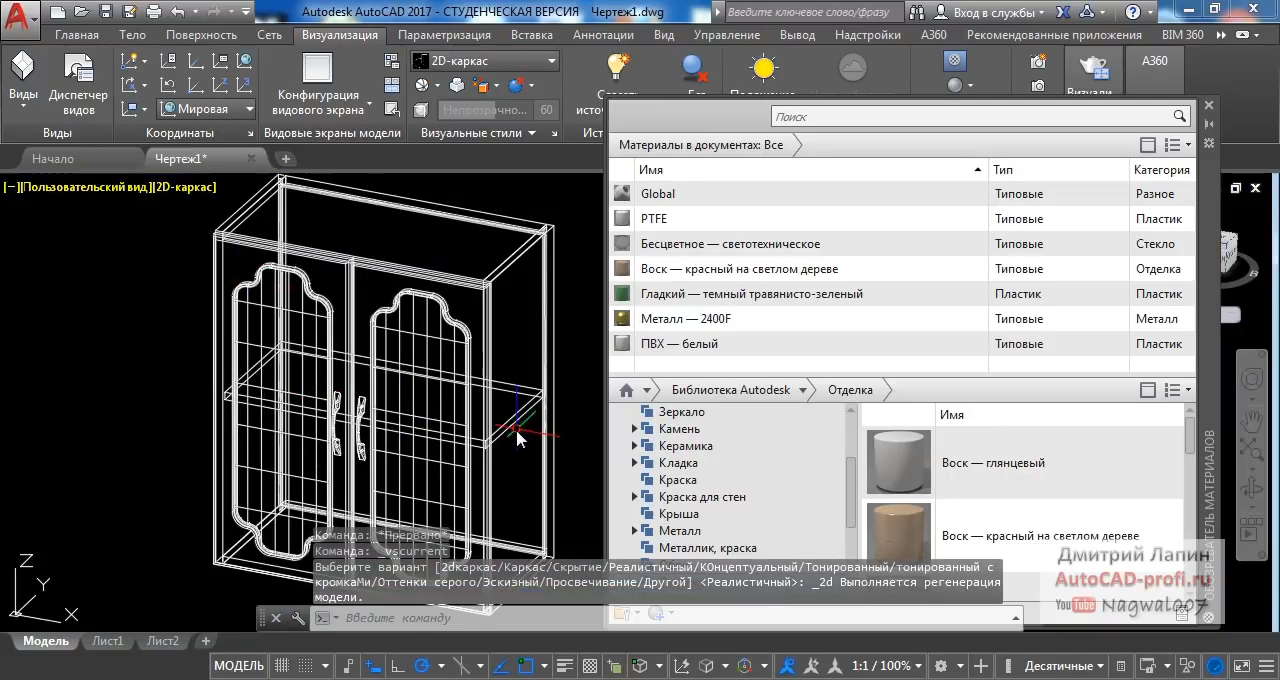 Autodesk AutoCAD 2017 - СТУДЕНЧЕСКАЯ ВЕРСИЯ Чертеж1.dwg
Введите ключевое слово/фразу
Вход в службы
Главная Тело Поверхность Сеть Визуализация Параметризация Вставка Аннотации Вид Управление Вывод Надстройки A360 Рекомендованные приложения BIM 360
2D-каркас
A360
Виды Диспетчер видов
Мировая
Конфигурация видового экрана
Непрозрачно... 60
Виды Координаты Видовые экраны модели Визуальные стили
Поиск
Начало Чертеж1*
Материалы в документах: Все
[−][Пользовательский вид][2D-каркас]
Имя Тип Категория
Global Типовые Разное
PTFE Типовые Пластик
Бесцветное — светотехническое Типовые Стекло
Воск — красный на светлом дереве Типовые Отделка
Гладкий — темный травянисто-зеленый Пластик Пластик
Металл — 2400F Типовые Металл
ПВХ — белый Типовые Пластик
Библиотека Autodesk Отделка
Зеркало
Камень
Керамика
Кладка
Краска
Краска для стен
Крыша
Металл
Металлик, краска
Имя
Воск — глянцевый
Воск — красный на светлом дереве
ОБОЗРЕВАТЕЛЬ МАТЕРИАЛОВ
Команда: *Прервано*
Команда: _vscurrent
Выберите вариант [2dкаркас/Каркас/Скрытие/Реалистичный/КОнцептуальный/Тонированный/тонированный с
кромкаМи/Оттенки серого/Эскизный/Просвечивание/Другой] <Реалистичный>: _2d Выполняется регенерация
модели.
Введите команду
Дмитрий Лапин
AutoCAD-profi.ru
YouTube Nagwal007
Z
Y
X
Модель Лист1 Лист2
МОДЕЛЬ 1:1 / 100% Десятичные